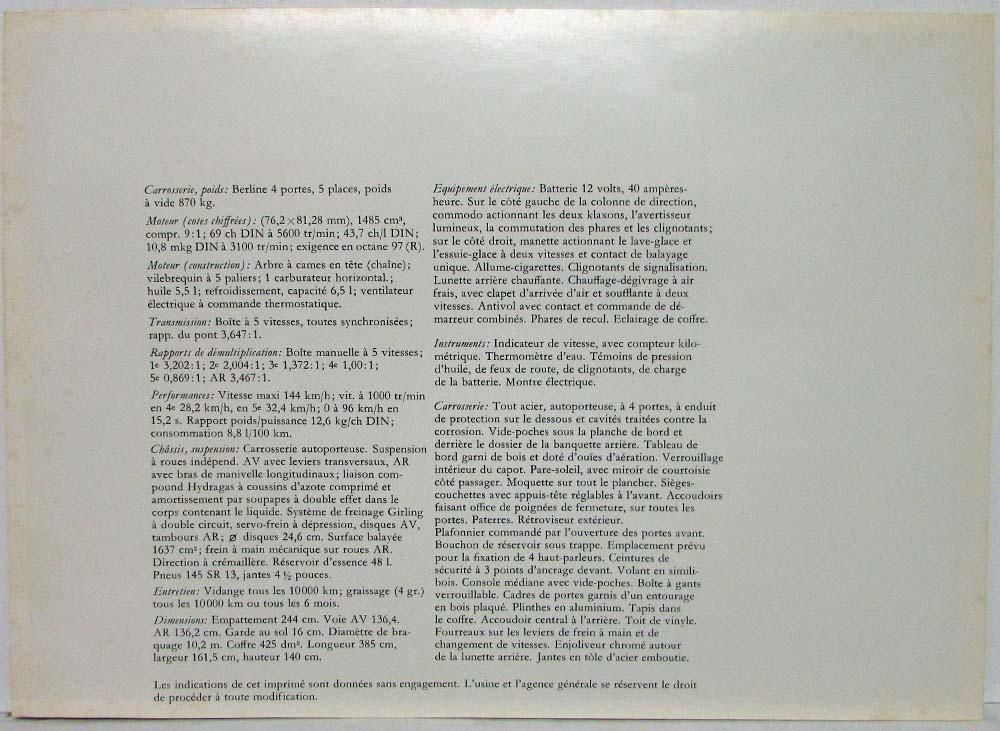 Carrosserie, poids: Berline 4 portes, 5 places, poids
à vide 870 kg.
Moteur (cotes chiffrées): (76,2 × 81,28 mm), 1485 cm³,
compr. 9:1; 69 ch DIN à 5600 tr/min; 43,7 ch/l DIN;
10,8 mkg DIN à 3100 tr/min; exigence en octane 97 (R).
Moteur (construction): Arbre à cames en tête (chaîne);
vilebrequin à 5 paliers; 1 carburateur horizontal.;
huile 5,5 l; refroidissement, capacité 6,5 l; ventilateur
électrique à commande thermostatique.
Transmission: Boîte à 5 vitesses, toutes synchronisées;
rapp. du pont 3,647:1.
Rapports de démultiplication: Boîte manuelle à 5 vitesses;
1e 3,202:1; 2e 2,004:1; 3e 1,372:1; 4e 1,00:1;
5e 0,869:1; AR 3,467:1.
Performances: Vitesse maxi 144 km/h; vit. à 1000 tr/min
en 4e 28,2 km/h, en 5e 32,4 km/h; 0 à 96 km/h en
15,2 s. Rapport poids/puissance 12,6 kg/ch DIN;
consommation 8,8 l/100 km.
Châssis, suspension: Carrosserie autoporteuse. Suspension
à roues indépend. AV avec leviers transversaux, AR
avec bras de manivelle longitudinaux; liaison com-
pound Hydragas à coussins d'azote comprimé et
amortissement par soupapes à double effet dans le
corps contenant le liquide. Système de freinage Girling
à double circuit, servo-frein à dépression, disques AV,
tambours AR; ø disques 24,6 cm. Surface balayée
1637 cm²; frein à main mécanique sur roues AR.
Direction à crémaillère. Réservoir d'essence 48 l.
Pneus 145 SR 13, jantes 4 ½ pouces.
Entretien: Vidange tous les 10000 km; graissage (4 gr.)
tous les 10000 km ou tous les 6 mois.
Dimensions: Empattement 244 cm. Voie AV 136,4.
AR 136,2 cm. Garde au sol 16 cm. Diamètre de bra-
quage 10,2 m. Coffre 425 dm³. Longueur 385 cm,
largeur 161,5 cm, hauteur 140 cm.
Equipement électrique: Batterie 12 volts, 40 ampères-
heure. Sur le côté gauche de la colonne de direction,
commodo actionnant les deux klaxons, l'avertisseur
lumineux, la commutation des phares et les clignotants;
sur le côté droit, manette actionnant le lave-glace et
l'essuie-glace à deux vitesses et contact de balayage
unique. Allume-cigarettes. Clignotants de signalisation.
Lunette arrière chauffante. Chauffage-dégivrage à air
frais, avec clapet d'arrivée d'air et soufflante à deux
vitesses. Antivol avec contact et commande de dé-
marreur combinés. Phares de recul. Eclairage de coffre.
Instruments: Indicateur de vitesse, avec compteur kilo-
métrique. Thermomètre d'eau. Témoins de pression
d'huile, de feux de route, de clignotants, de charge
de la batterie. Montre électrique.
Carrosserie: Tout acier, autoporteuse, à 4 portes, à enduit
de protection sur le dessous et cavités traitées contre la
corrosion. Vide-poches sous la planche de bord et
derrière le dossier de la banquette arrière. Tableau de
bord garni de bois et doté d'ouïes d'aération. Verrouillage
intérieur du capot. Pare-soleil, avec miroir de courtoisie
côté passager. Moquette sur tout le plancher. Sièges-
couchettes avec appuis-tête réglables à l'avant. Accoudoirs
faisant office de poignées de fermeture, sur toutes les
portes. Paterres. Rétroviseur extérieur.
Plafonnier commandé par l'ouverture des portes avant.
Bouchon de réservoir sous trappe. Emplacement prévu
pour la fixation de 4 haut-parleurs. Ceintures de
sécurité à 3 points d'ancrage devant. Volant en simili-
bois. Console médiane avec vide-poches. Boîte à gants
verrouillable. Cadres de portes garnis d'un entourage
en bois plaqué. Plinthes en aluminium. Tapis dans
le coffre. Accoudoir central à l'arrière. Toit de vinyle.
Fourreaux sur les leviers de frein à main et de
changement de vitesses. Enjoliveur chromé autour
de la lunette arrière. Jantes en tôle d'acier emboutie.
Les indications de cet imprimé sont données sans engagement. L'usine et l'agence générale se réservent le droit
de procéder à toute modification.